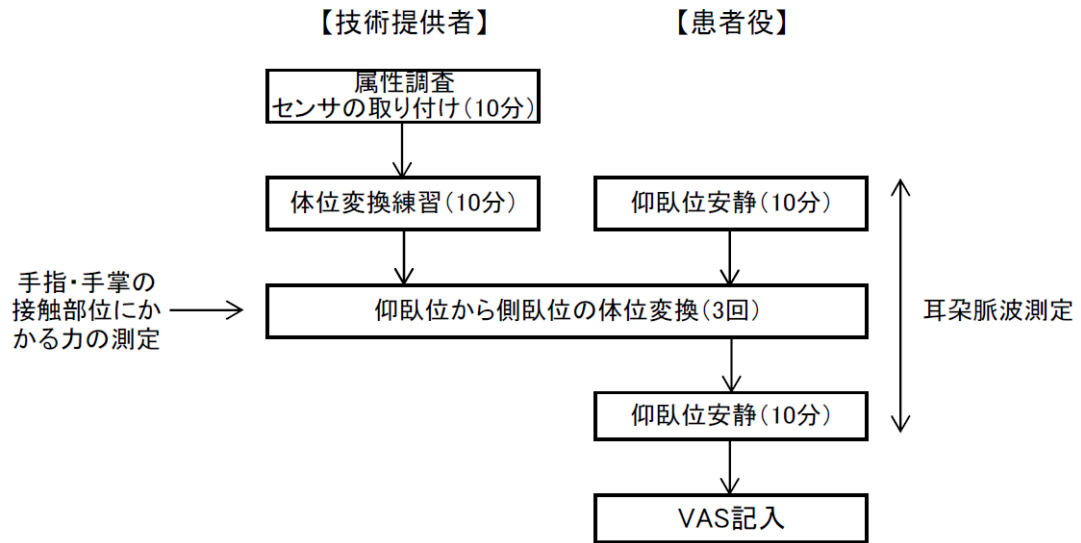 【技術提供者】
【患者役】
属性調査
センサの取り付け(10分)
体位変換練習(10分)
仰臥位安静(10分)
手指・手掌の
接触部位にか
かる力の測定
仰臥位から側臥位の体位変換(3回)
耳朶脈波測定
仰臥位安静(10分)
VAS記入